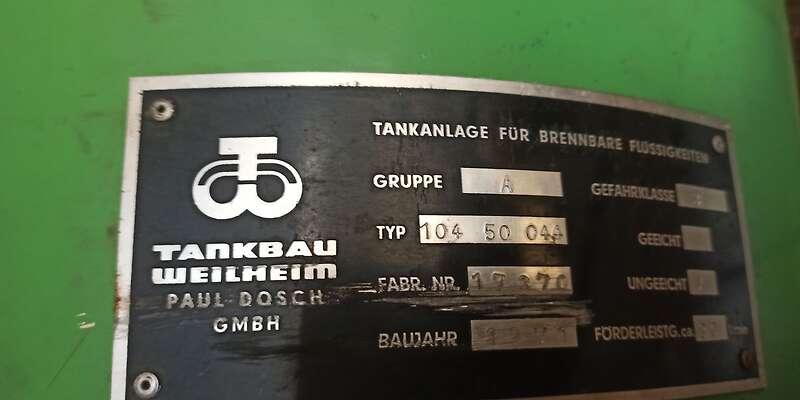 TANKBAU
WEILHEIM
PAUL DOSCH
GMBH
TANKANLAGE FÜR BRENNBARE FLÜSSIGKEITEN
GRUPPE A
GEFAHRKLASSE
TYP 104 50 044
GEEICHT
FABR. NR. 17370
UNGEEICHT
BAUJAHR
FÖRDERLEISTG. ca.